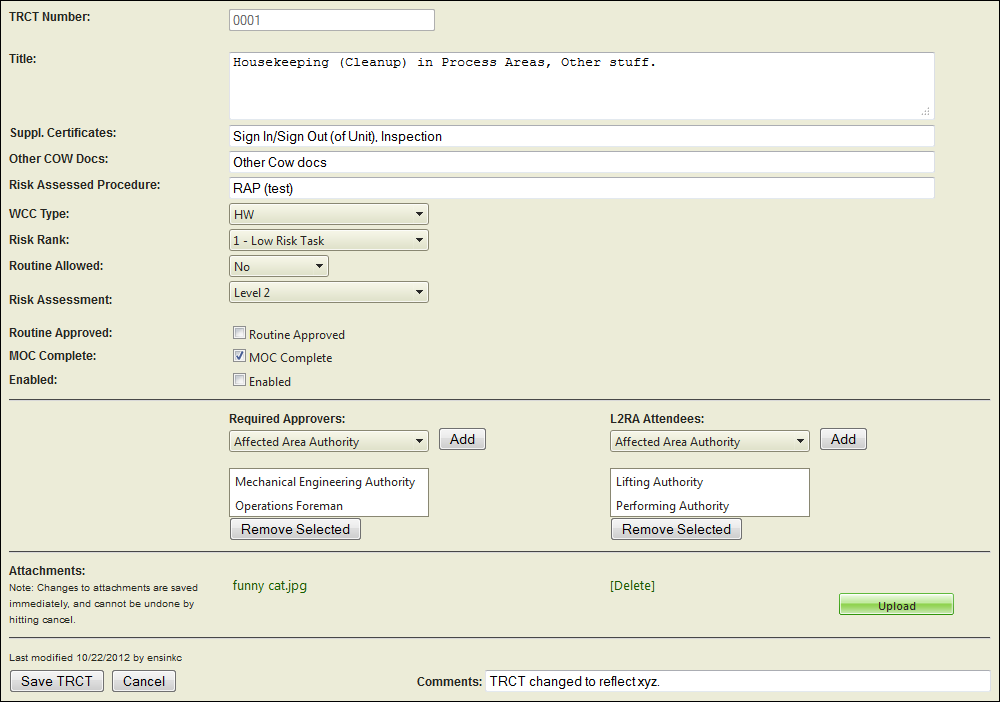 TRCT Number: 0001
Title: Housekeeping (Cleanup) in Process Areas, Other stuff.
Suppl. Certificates: Sign In/Sign Out (of Unit), Inspection
Other COW Docs: Other Cow docs
Risk Assessed Procedure: RAP (test)
WCC Type: HW
Risk Rank: 1 - Low Risk Task
Routine Allowed: No
Risk Assessment: Level 2
Routine Approved: Routine Approved
MOC Complete: MOC Complete
Enabled: Enabled
Required Approvers: L2RA Attendees:
Affected Area Authority Add Affected Area Authority Add
Mechanical Engineering Authority Lifting Authority
Operations Foreman Performing Authority
Remove Selected Remove Selected
Attachments:
Note: Changes to attachments are saved
immediately, and cannot be undone by
hitting cancel.
funny cat.jpg [Delete]
Upload
Last modified 10/22/2012 by ensinkc
Save TRCT Cancel Comments: TRCT changed to reflect xyz.